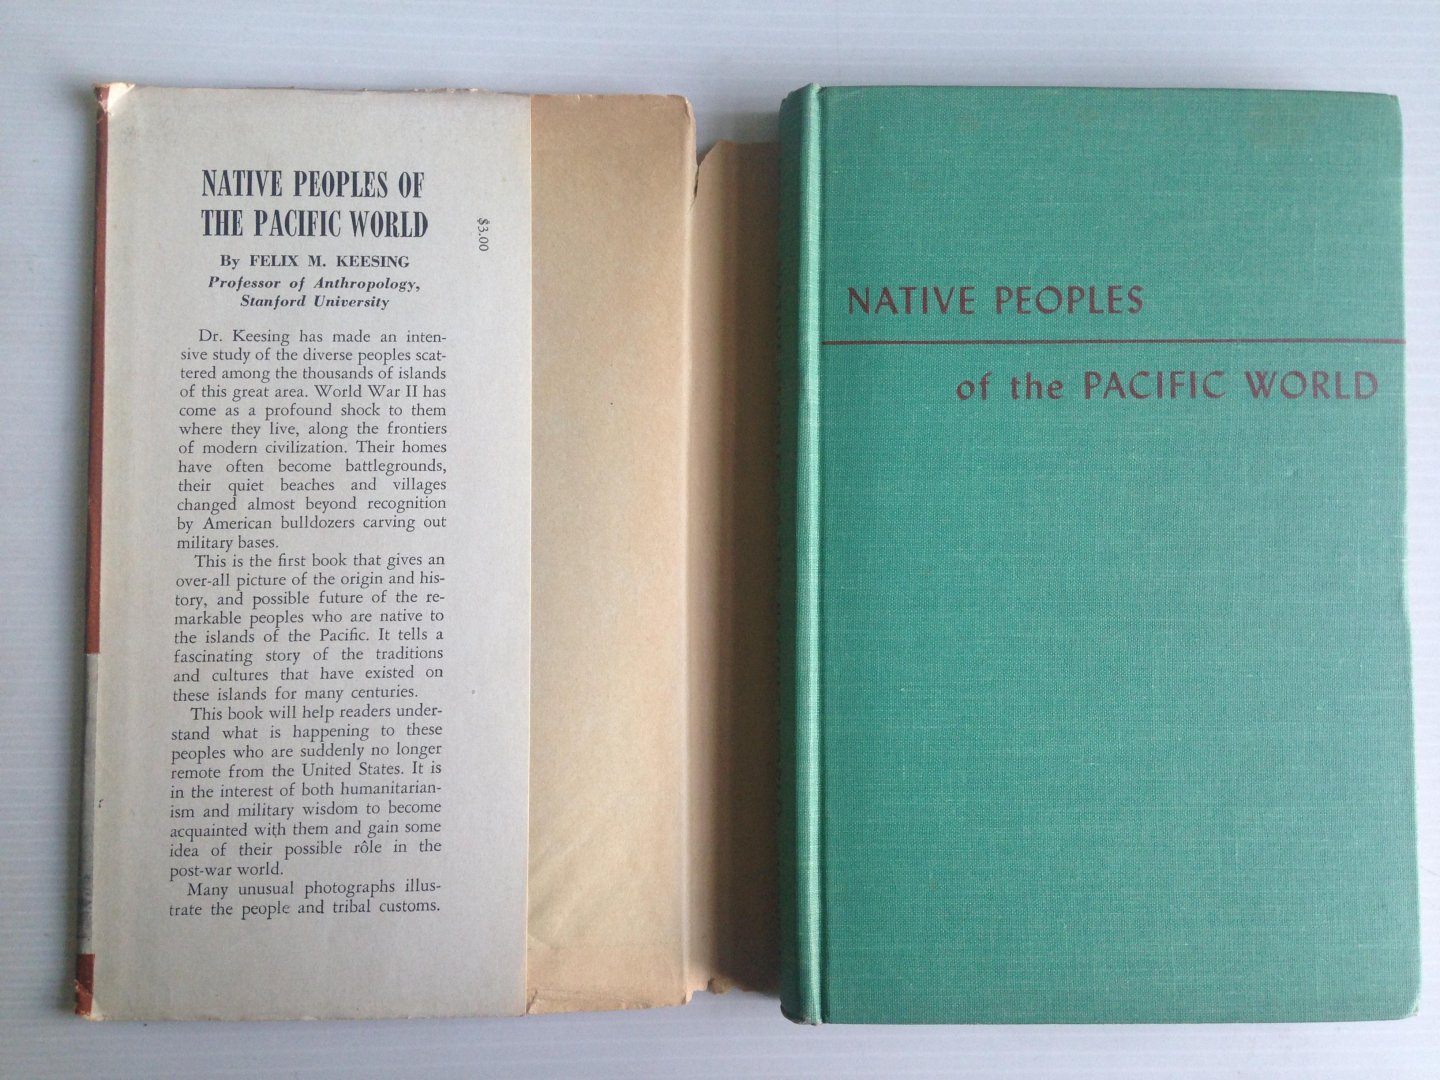 NATIVE PEOPLES OF
THE PACIFIC WORLD
$3.00
By FELIX M. KEESING
Professor of Anthropology,
Stanford University
Dr. Keesing has made an inten-
sive study of the diverse peoples scat-
tered among the thousands of islands
of this great area. World War II has
come as a profound shock to them
where they live, along the frontiers
of modern civilization. Their homes
have often become battlegrounds,
their quiet beaches and villages
changed almost beyond recognition
by American bulldozers carving out
military bases.
This is the first book that gives an
over-all picture of the origin and his-
tory, and possible future of the re-
markable peoples who are native to
the islands of the Pacific. It tells a
fascinating story of the traditions
and cultures that have existed on
these islands for many centuries.
This book will help readers under-
stand what is happening to these
peoples who are suddenly no longer
remote from the United States. It is
in the interest of both humanitarian-
ism and military wisdom to become
acquainted with them and gain some
idea of their possible rôle in the
post-war world.
Many unusual photographs illus-
trate the people and tribal customs.
NATIVE PEOPLES
of the PACIFIC WORLD